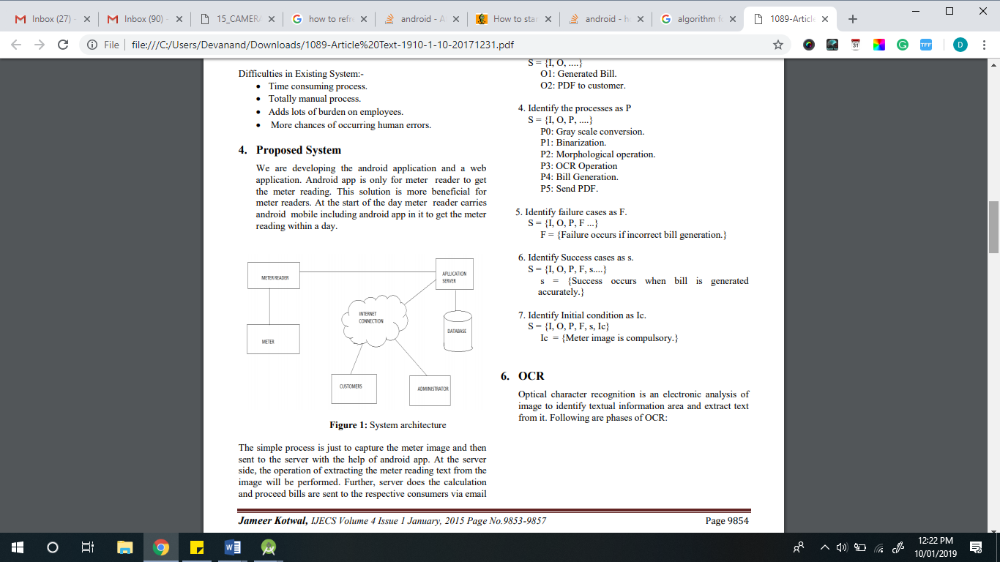 Inbox (27) -
Inbox (90) -
15_CAMERA
how to refre
android - A
How to star
android - h
algorithm fo
1089-Article
File | file:///C:/Users/Devanand/Downloads/1089-Article%20Text-1910-1-10-20171231.pdf
31
TFF
D
Difficulties in Existing System:-
• Time consuming process.
• Totally manual process.
• Adds lots of burden on employees.
• More chances of occurring human errors.
4. Proposed System
We are developing the android application and a web
application. Android app is only for meter reader to get
the meter reading. This solution is more beneficial for
meter readers. At the start of the day meter reader carries
android mobile including android app in it to get the meter
reading within a day.
METER READER
APLLICATION
SERVER
INTERNET
CONNECTION
DATABASE
METER
CUSTOMERS
ADMINISTRATOR
Figure 1: System architecture
The simple process is just to capture the meter image and then
sent to the server with the help of android app. At the server
side, the operation of extracting the meter reading text from the
image will be performed. Further, server does the calculation
and proceed bills are sent to the respective consumers via email
S = {I, O, ....}
O1: Generated Bill.
O2: PDF to customer.
4. Identify the processes as P
S = {I, O, P, ....}
P0: Gray scale conversion.
P1: Binarization.
P2: Morphological operation.
P3: OCR Operation
P4: Bill Generation.
P5: Send PDF.
5. Identify failure cases as F.
S = {I, O, P, F ...}
F = {Failure occurs if incorrect bill generation.}
6. Identify Success cases as s.
S = {I, O, P, F, s....}
s = {Success occurs when bill is generated
accurately.}
7. Identify Initial condition as Ic.
S = {I, O, P, F, s, Ic}
Ic = {Meter image is compulsory.}
6. OCR
Optical character recognition is an electronic analysis of
image to identify textual information area and extract text
from it. Following are phases of OCR:
Jameer Kotwal, IJECS Volume 4 Issue 1 January, 2015 Page No.9853-9857
Page 9854
12:22 PM
10/01/2019